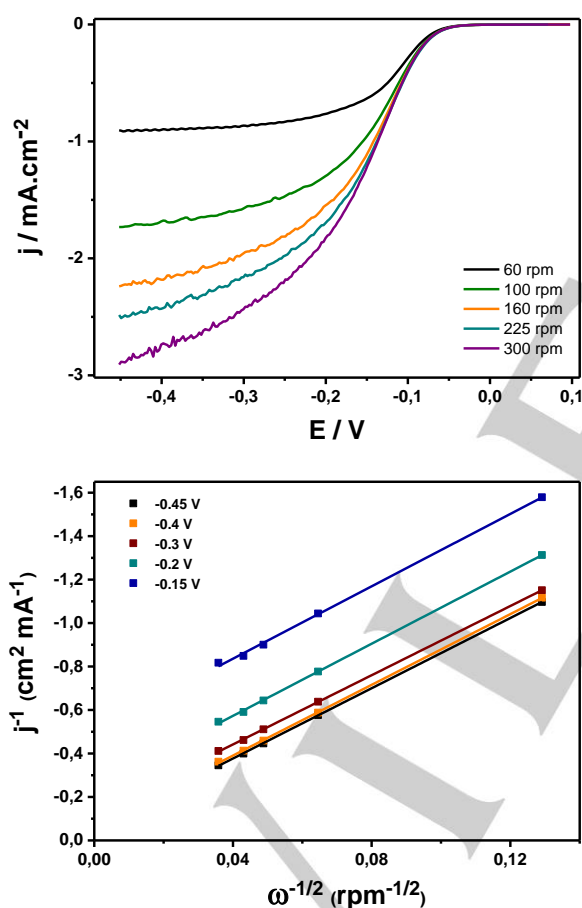 0
-1
-2
-3
j / mA.cm-2
60 rpm
100 rpm
160 rpm
225 rpm
300 rpm
-0,4 -0,3 -0,2 -0,1 0,0 0,1
E / V
-1,6
-1,4
-1,2
-1,0
-0,8
-0,6
-0,4
-0,2
0,0
j-1 (cm2 mA-1)
-0.45 V
-0.4 V
-0.3 V
-0.2 V
-0.15 V
0,00 0,04 0,08 0,12
ω-1/2 (rpm-1/2)